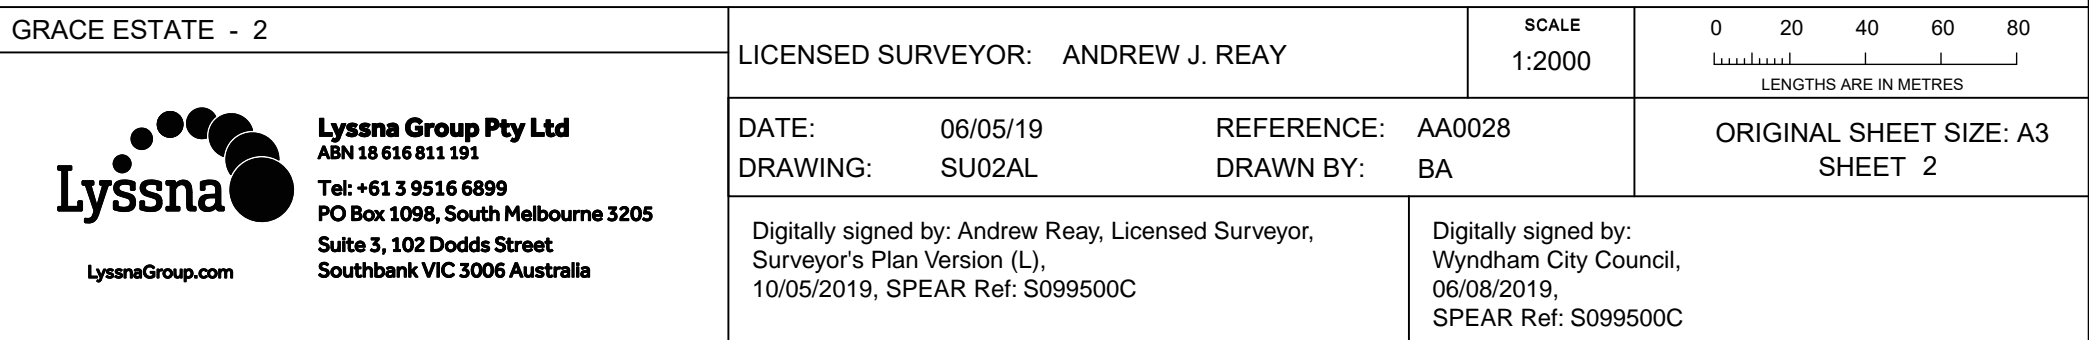 GRACE ESTATE - 2
Lyssna
LyssnaGroup.com
Lyssna Group Pty Ltd
ABN 18 616 811 191
Tel: +61 3 9516 6899
PO Box 1098, South Melbourne 3205
Suite 3, 102 Dodds Street
Southbank VIC 3006 Australia
LICENSED SURVEYOR: ANDREW J. REAY
SCALE
1:2000
0 20 40 60 80
LENGTHS ARE IN METRES
DATE: 06/05/19 REFERENCE: AA0028
DRAWING: SU02AL DRAWN BY: BA
ORIGINAL SHEET SIZE: A3
SHEET 2
Digitally signed by: Andrew Reay, Licensed Surveyor,
Surveyor's Plan Version (L),
10/05/2019, SPEAR Ref: S099500C
Digitally signed by:
Wyndham City Council,
06/08/2019,
SPEAR Ref: S099500C